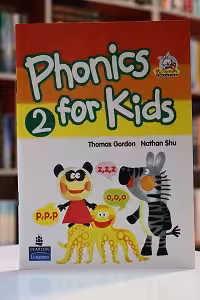 Phonics
2 for Kids
Thomas Gordon Nathan Shu
z,z,z
o,o,o
p,p,p
PEARSON
Longman